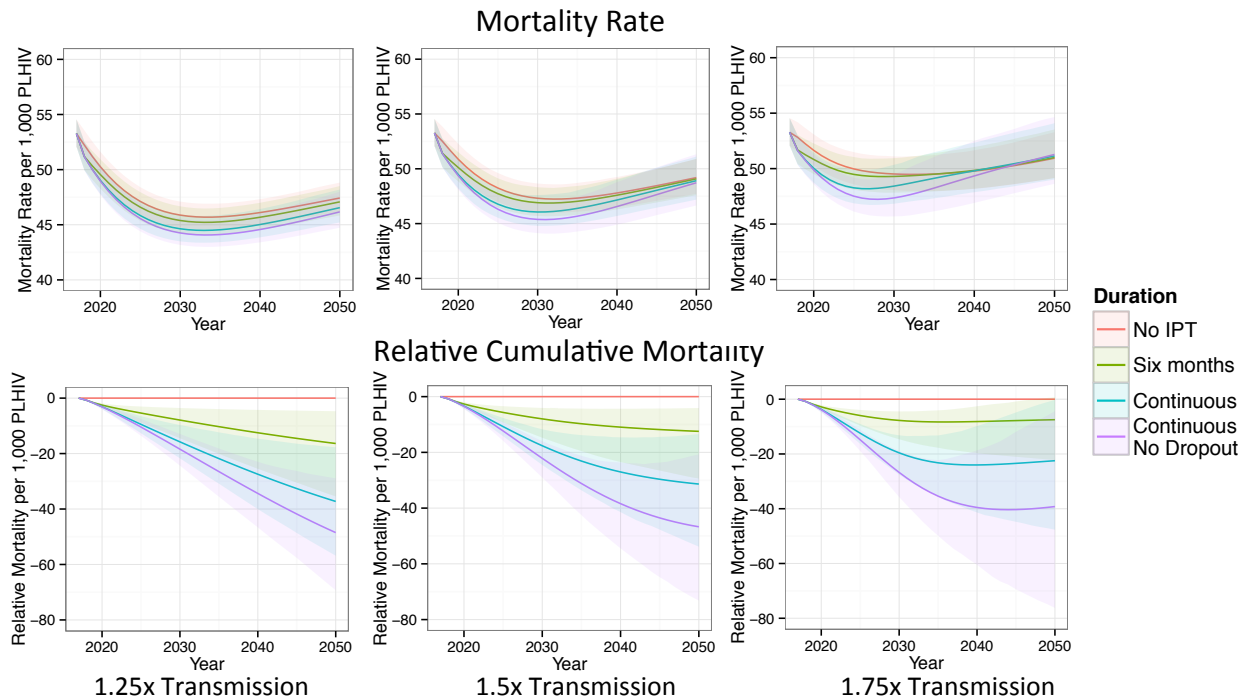 Mortality Rate
Mortality Rate per 1,000 PLHIV
60
55
50
45
40
2020
2030
2040
2050
Year
Mortality Rate per 1,000 PLHIV
60
55
50
45
40
2020
2030
2040
2050
Year
Mortality Rate per 1,000 PLHIV
60
55
50
45
40
2020
2030
2040
2050
Year
Duration
No IPT
Six months
Continuous
Continuous
No Dropout
Relative Cumulative Mortality
Relative Mortality per 1,000 PLHIV
0
−20
−40
−60
−80
2020
2030
2040
2050
Year
1.25x Transmission
Relative Mortality per 1,000 PLHIV
0
−20
−40
−60
−80
2020
2030
2040
2050
Year
1.5x Transmission
Relative Mortality per 1,000 PLHIV
0
−20
−40
−60
−80
2020
2030
2040
2050
Year
1.75x Transmission